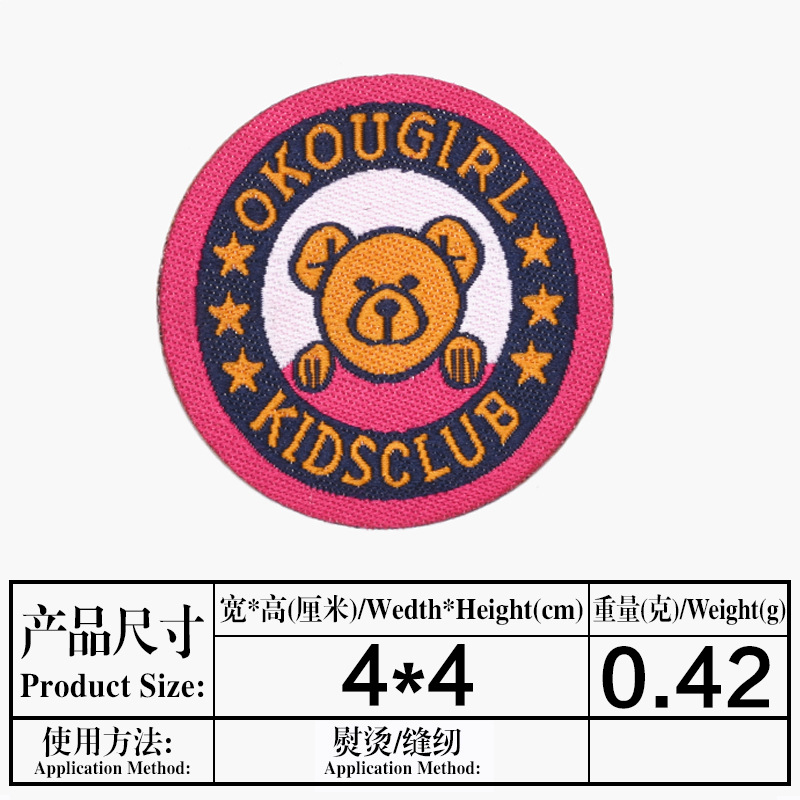 OKOUGIRL
KIDSCLUB
产品尺寸
Product Size:
宽*高(厘米)/Wedth*Height(cm)
重量(克)/Weight(g)
4*4
0.42
使用方法:
Application Method:
熨烫/缝纫
Application Method: